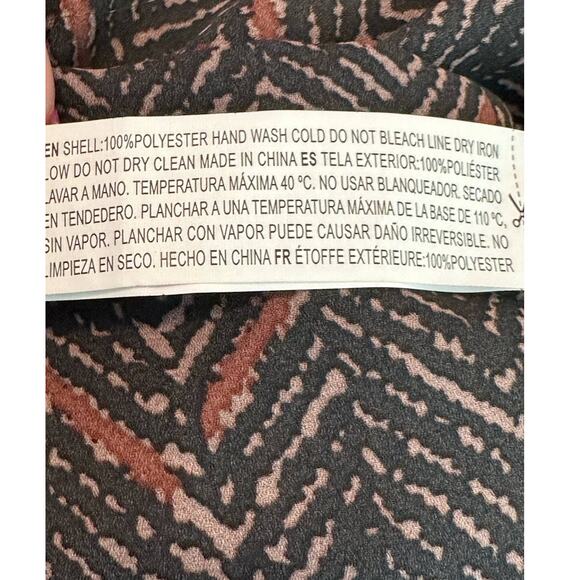 EN SHELL:100%POLYESTER HAND WASH COLD DO NOT BLEACH LINE DRY IRON
LOW DO NOT DRY CLEAN MADE IN CHINA ES TELA EXTERIOR:100%POLIÉSTER
LAVAR A MANO. TEMPERATURA MÁXIMA 40 ºC. NO USAR BLANQUEADOR. SECADO
EN TENDEDERO. PLANCHAR A UNA TEMPERATURA MÁXIMA DE LA BASE DE 110 ºC,
SIN VAPOR. PLANCHAR CON VAPOR PUEDE CAUSAR DAÑO IRREVERSIBLE. NO
LIMPIEZA EN SECO. HECHO EN CHINA FR ÉTOFFE EXTÉRIEURE:100%POLYESTER